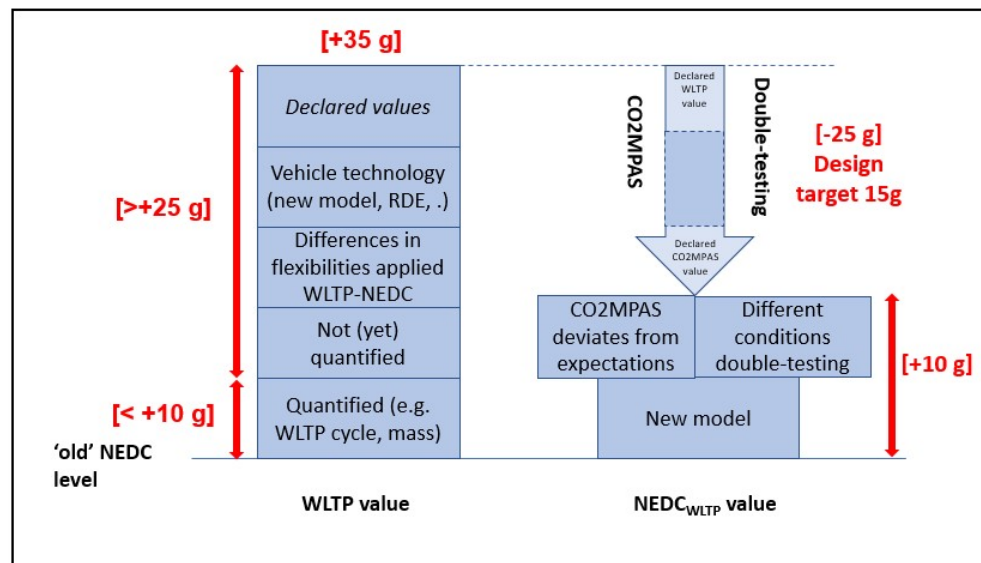 [+35 g]
Declared values
Vehicle technology
(new model, RDE, .)
Differences in
flexibilities applied
WLTP-NEDC
Not (yet)
quantified
Quantified (e.g.
WLTP cycle, mass)
[>+25 g]
[< +10 g]
‘old’ NEDC
level
WLTP value
CO2MPAS
Declared
WLTP
value
Declared
CO2MPAS
value
Double-testing
[-25 g]
Design
target 15g
CO2MPAS
deviates from
expectations
Different
conditions
double-testing
New model
[+10 g]
NEDCWLTP value